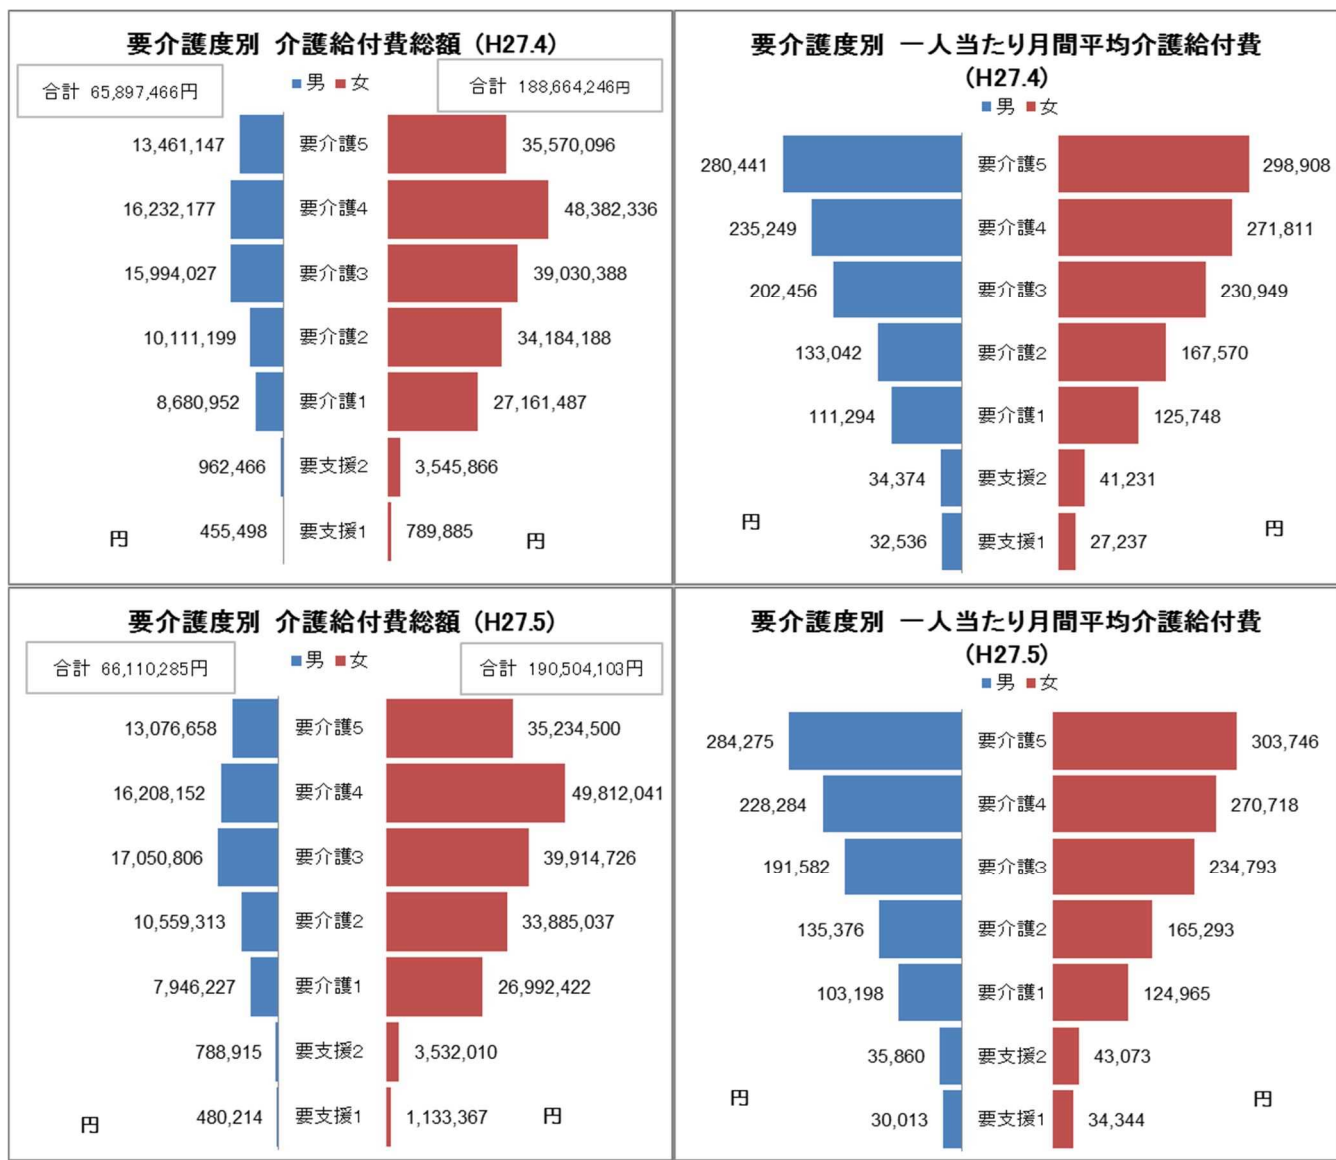 要介護度別 介護給付費総額 (H27.4)
合計 65,897,466円
男 女
合計 188,664,246円
13,461,147 要介護5 35,570,096
16,232,177 要介護4 48,382,336
15,994,027 要介護3 39,030,388
10,111,199 要介護2 34,184,188
8,680,952 要介護1 27,161,487
962,466 要支援2 3,545,866
455,498 要支援1 789,885
円 円
要介護度別 一人当たり月間平均介護給付費
(H27.4)
男 女
280,441 要介護5 298,908
235,249 要介護4 271,811
202,456 要介護3 230,949
133,042 要介護2 167,570
111,294 要介護1 125,748
34,374 要支援2 41,231
円 円
32,536 要支援1 27,237
要介護度別 介護給付費総額 (H27.5)
合計 66,110,285円
男 女
合計 190,504,103円
13,076,658 要介護5 35,234,500
16,208,152 要介護4 49,812,041
17,050,806 要介護3 39,914,726
10,559,313 要介護2 33,885,037
7,946,227 要介護1 26,992,422
788,915 要支援2 3,532,010
480,214 要支援1 1,133,367
円 円
要介護度別 一人当たり月間平均介護給付費
(H27.5)
男 女
284,275 要介護5 303,746
228,284 要介護4 270,718
191,582 要介護3 234,793
135,376 要介護2 165,293
103,198 要介護1 124,965
35,860 要支援2 43,073
円 円
30,013 要支援1 34,344